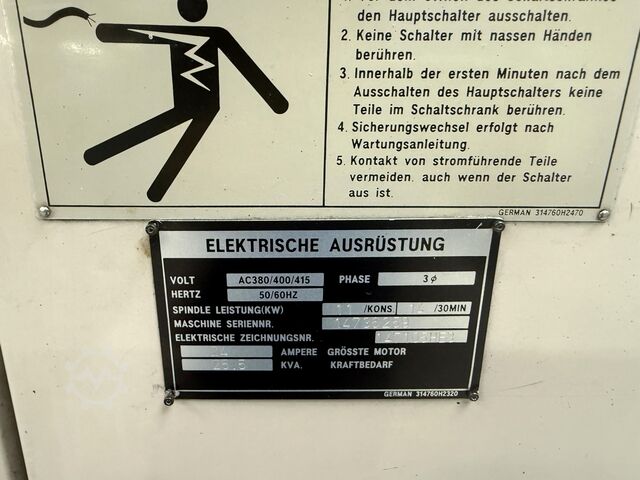 den Hauptschalter ausschalten.
2. Keine Schalter mit nassen Händen
berühren.
3. Innerhalb der ersten Minuten nach dem
Ausschalten des Hauptschalters keine
Teile im Schaltschrank berühren.
4. Sicherungswechsel erfolgt nach
Wartungsanleitung.
5. Kontakt von stromführende Teile
vermeiden. auch wenn der Schalter
aus ist.
GERMAN 314760H2470
ELEKTRISCHE AUSRÜSTUNG
VOLT AC380/400/415 PHASE 3φ
HERTZ 50/60HZ
SPINDLE LEISTUNG(KW) 11 /KONS 14 /30MIN
MASCHINE SERIENNR.
ELEKTRISCHE ZEICHNUNGSNR.
AMPERE GRÖSSTE MOTOR
KVA. KRAFTBEDARF
GERMAN 314760H2320